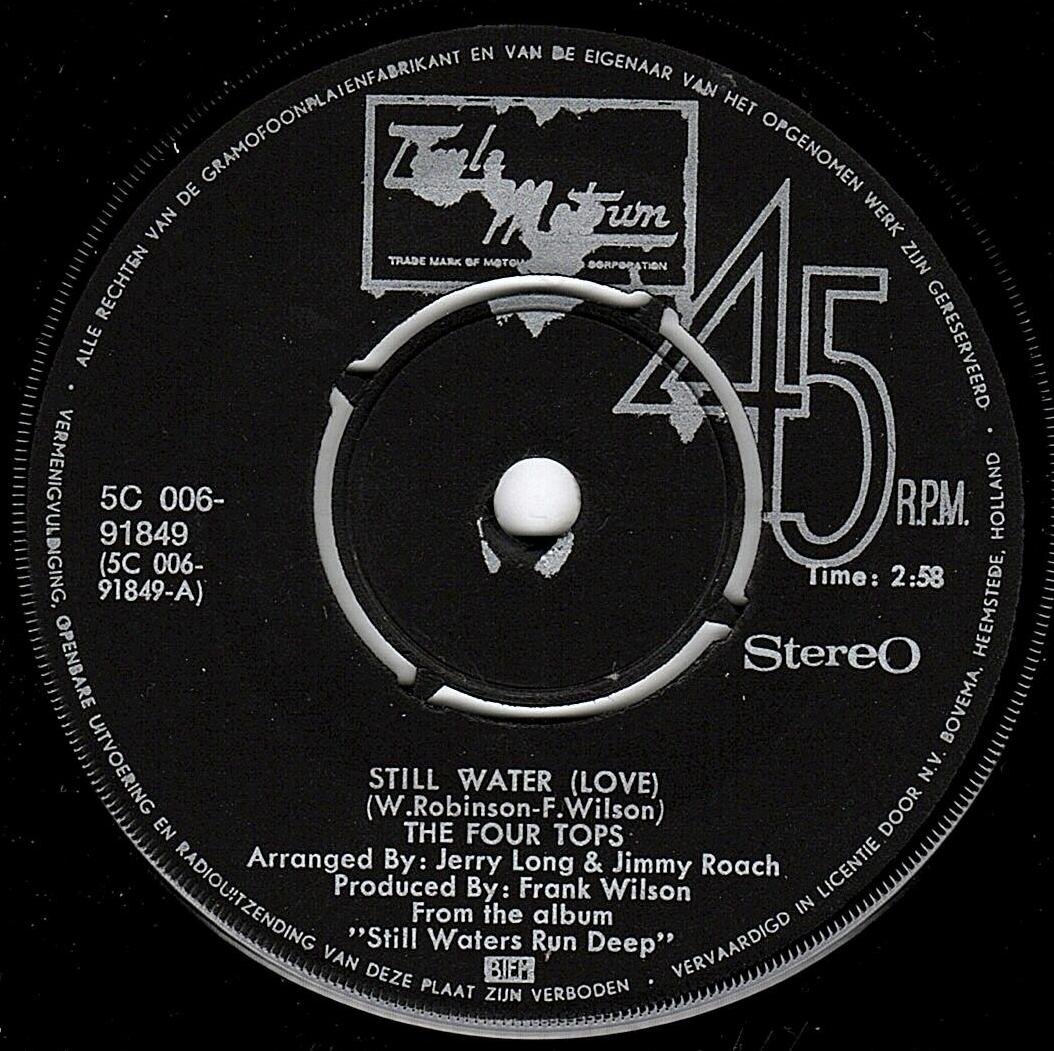 ALLE RECHTEN VAN DE GRAMOFOONPLATENFABRIKANT EN VAN DE EIGENAAR VAN HET OPGENOMEN WERK ZIJN GERESERVEERD •
VERMENIGVULDIGING, OPENBARE UITVOERING EN RADIOUITZENDING VAN DEZE PLAAT ZIJN VERBODEN •
VERVAARDIGD IN LICENTIE DOOR N.V. BOVEMA, HEEMSTEDE, HOLLAND •
Tamla
Motown
TRADE MARK OF MOTOWN CORPORATION
45
R.P.M.
5C 006-
91849
(5C 006-
91849-A)
Time: 2:58
Stereo
STILL WATER (LOVE)
(W.Robinson-F.Wilson)
THE FOUR TOPS
Arranged By: Jerry Long & Jimmy Roach
Produced By: Frank Wilson
From the album
"Still Waters Run Deep"
BIEM